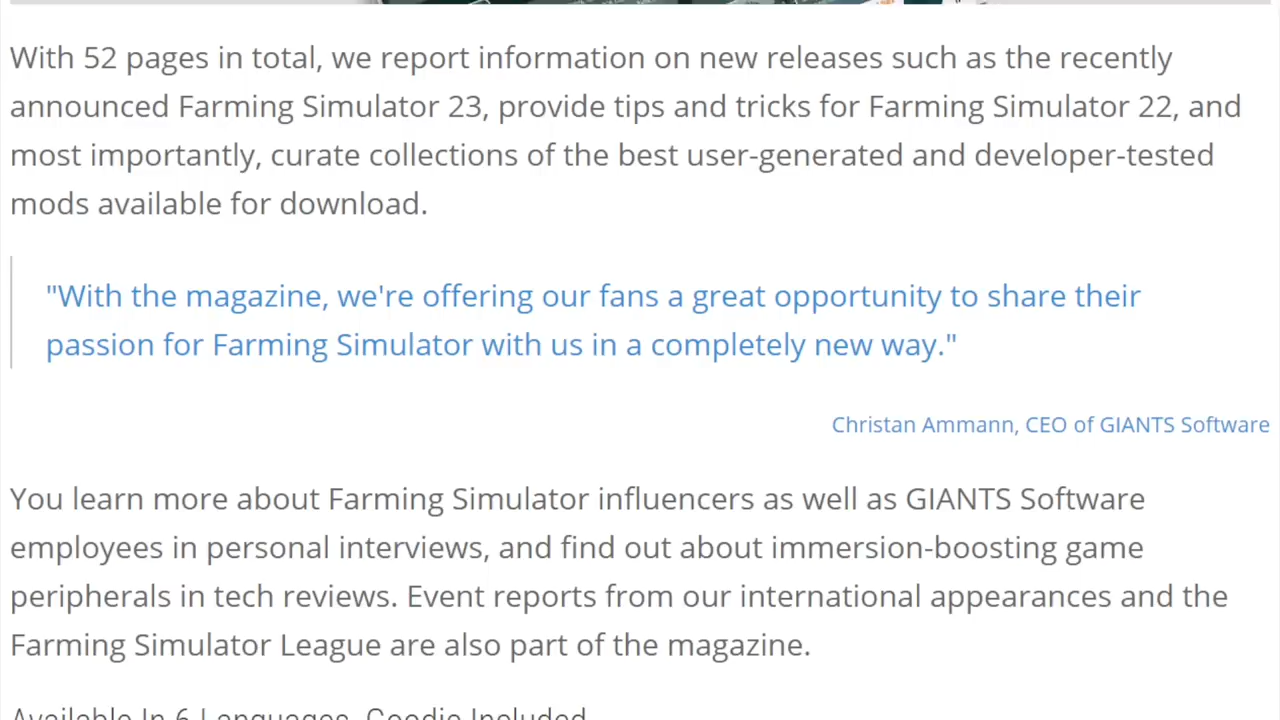 With 52 pages in total, we report information on new releases such as the recently
announced Farming Simulator 23, provide tips and tricks for Farming Simulator 22, and
most importantly, curate collections of the best user-generated and developer-tested
mods available for download.
"With the magazine, we're offering our fans a great opportunity to share their
passion for Farming Simulator with us in a completely new way."
Christan Ammann, CEO of GIANTS Software
You learn more about Farming Simulator influencers as well as GIANTS Software
employees in personal interviews, and find out about immersion-boosting game
peripherals in tech reviews. Event reports from our international appearances and the
Farming Simulator League are also part of the magazine.
Available In 6 Languages, Goodie Included